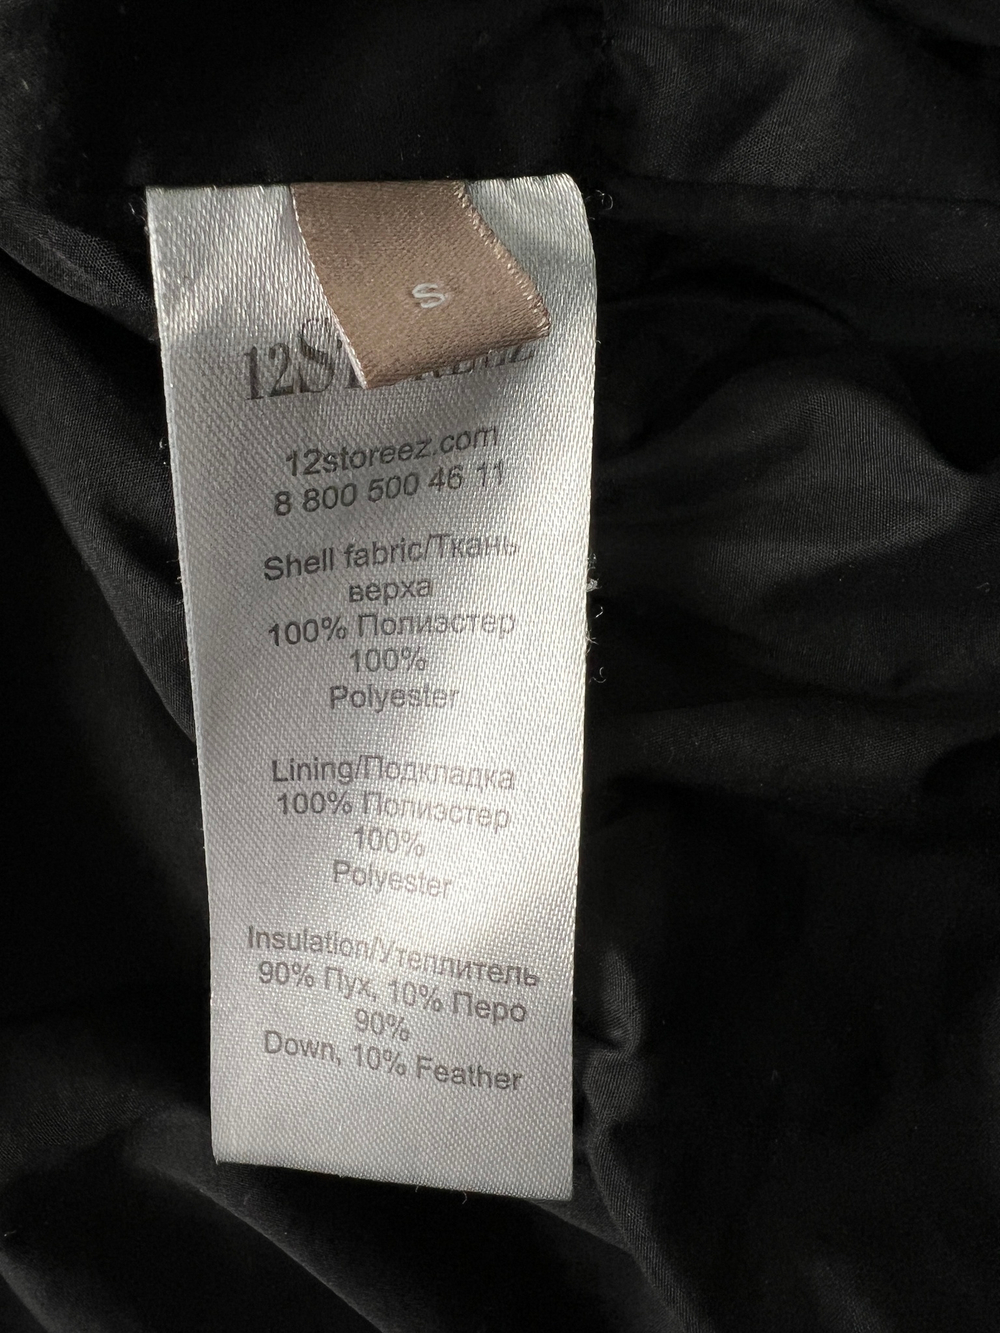 S
12storeez.com
8 800 500 46 11
Shell fabric/Ткань
верха
100% Полиэстер
100%
Polyester
Lining/Подкладка
100% Полиэстер
100%
Polyester
Insulation/Утеплитель
90% Пух, 10% Перо
90%
Down, 10% Feather